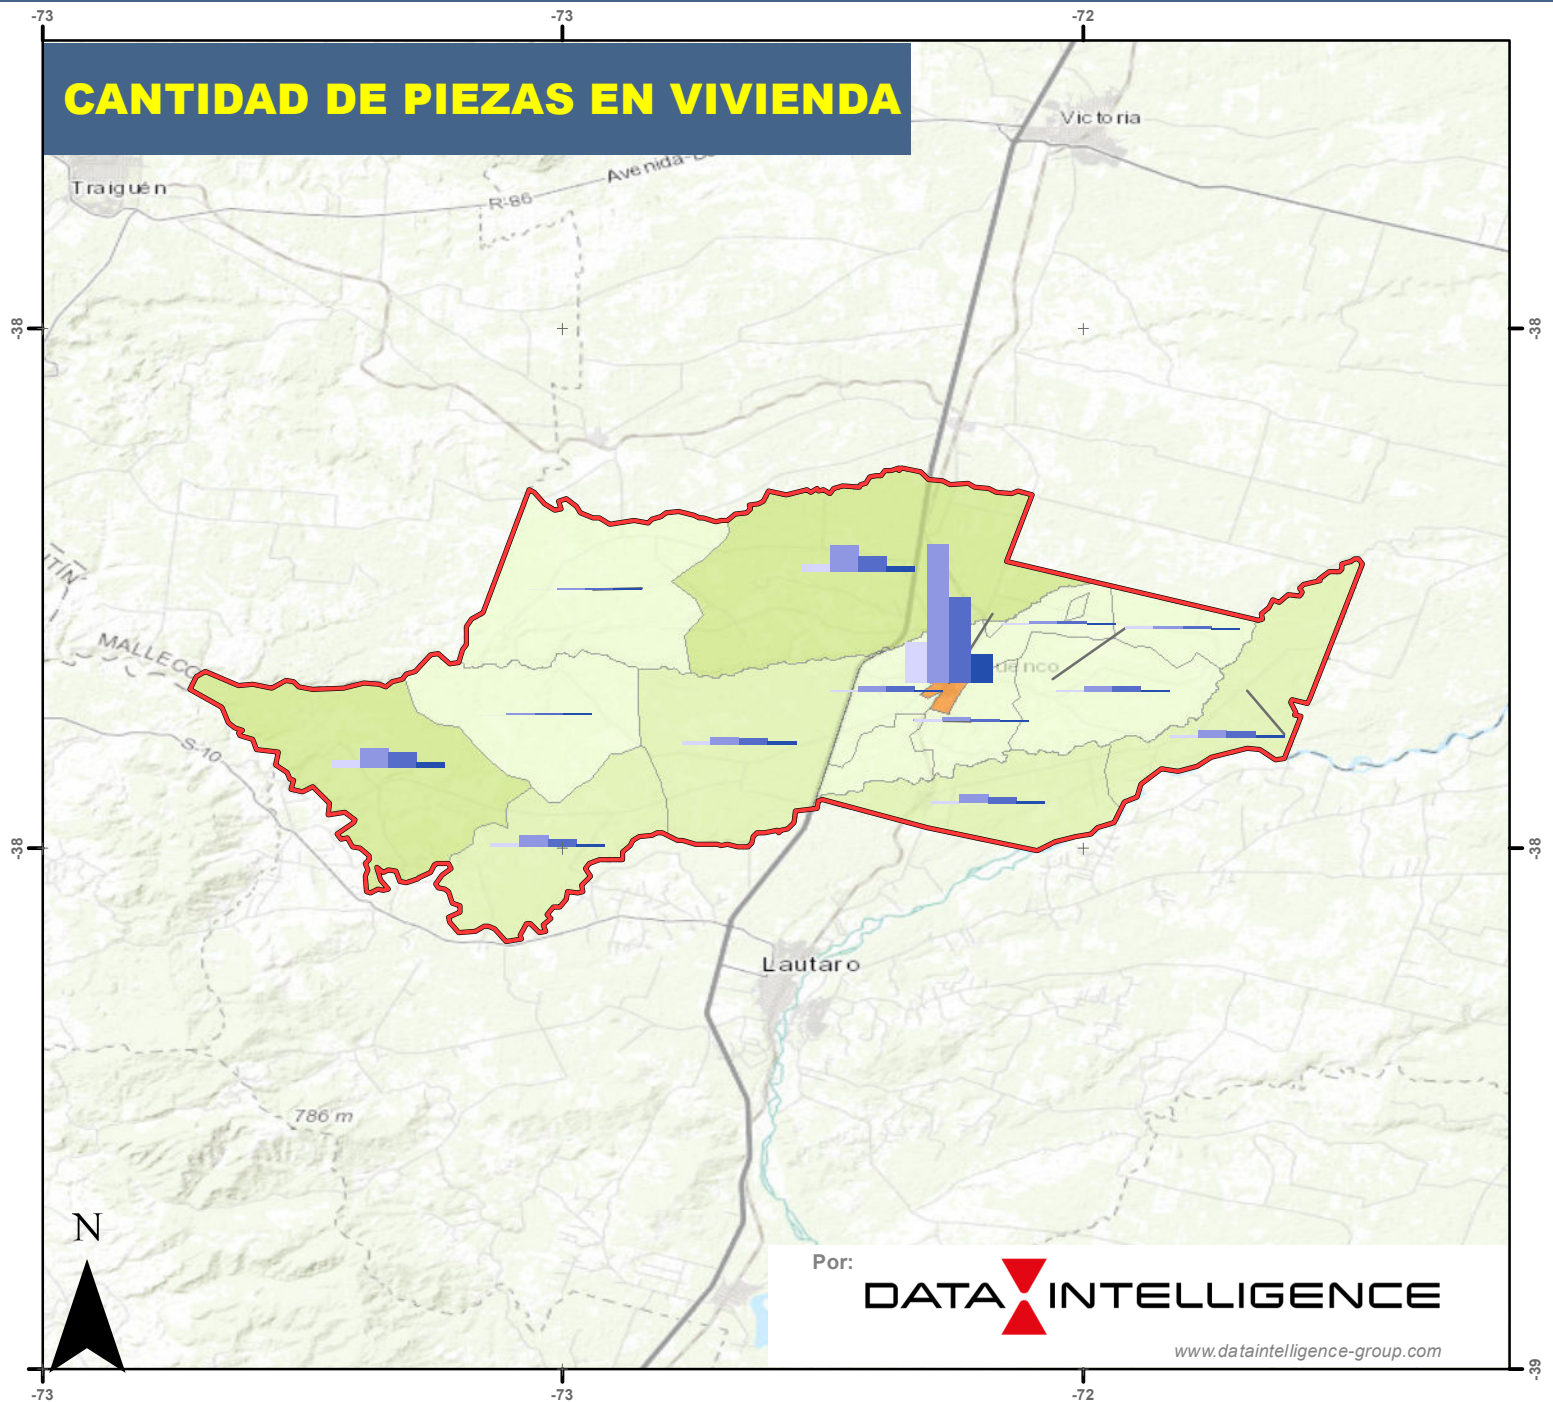 -73
-73
-72
CANTIDAD DE PIEZAS EN VIVIENDA
Victoria
Avenida-
Traiguén
R-86
-38
-38
uenco
MALLECO
S-10
-38
-38
Lautaro
786 m
N
Por:
DATA INTELLIGENCE
www.dataintelligence-group.com
-39
-73
-73
-72